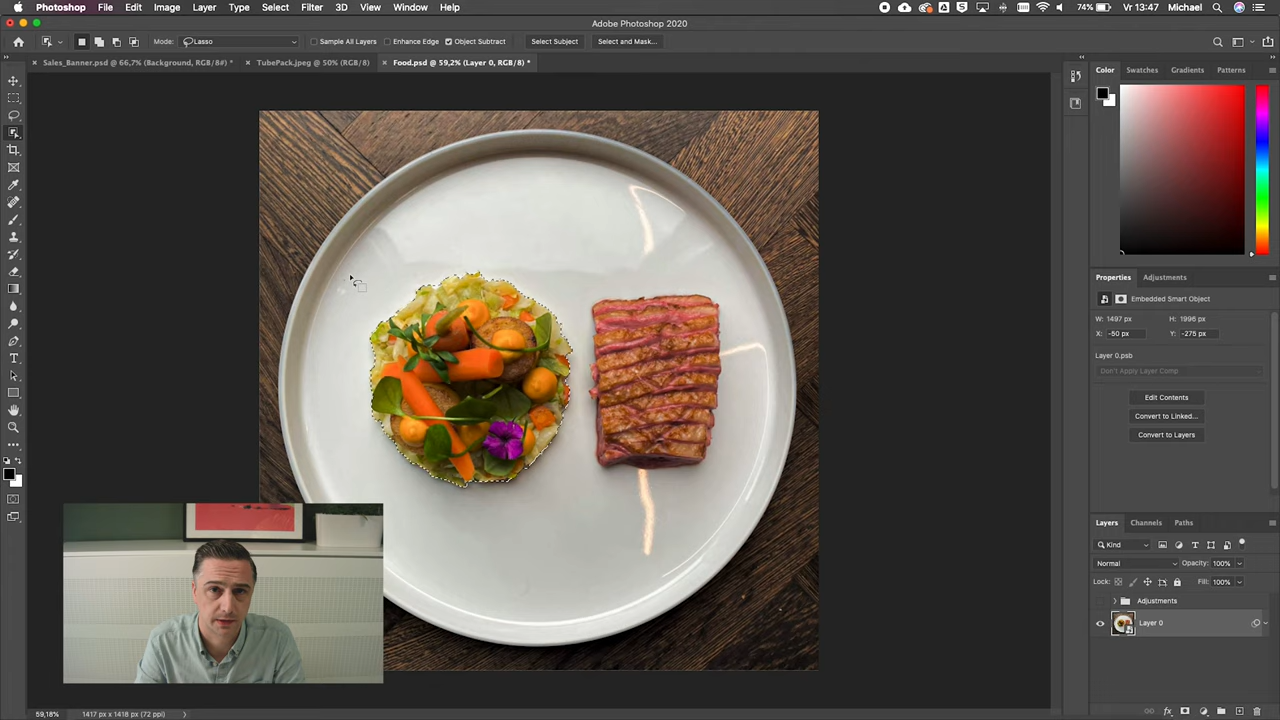 Photoshop File Edit Image Layer Type Select Filter 3D View Window Help 74% Vr 13:47 Michael
Adobe Photoshop 2020
Mode: Lasso Sample All Layers Enhance Edge Object Subtract Select Subject Select and Mask...
Sales_Banner.psd @ 66,7% (Background, RGB/8#) * TubePack.jpeg @ 50% (RGB/8) Food.psd @ 59,2% (Layer 0, RGB/8) *
Color Swatches Gradients Patterns
Properties Adjustments
Embedded Smart Object
W: 1497 px H: 1996 px
X: -50 px Y: -275 px
Layer 0.psb
Don't Apply Layer Comp
Edit Contents
Convert to Linked...
Convert to Layers
Layers Channels Paths
Kind
Normal Opacity: 100%
Lock: Fill: 100%
Adjustments
Layer 0
59,18% 1417 px x 1418 px (72 ppi)